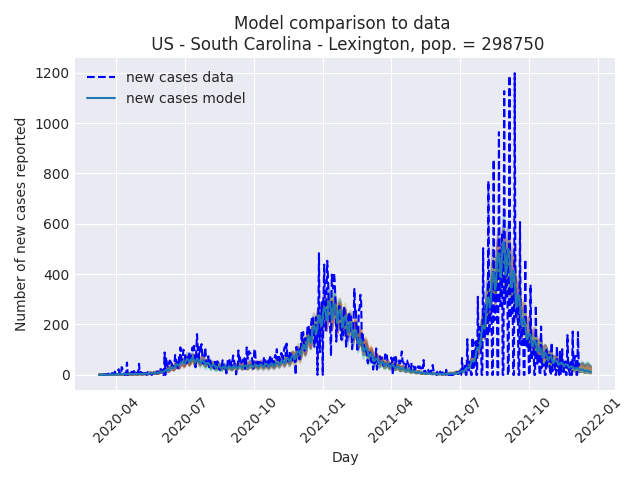 Model comparison to data
US - South Carolina - Lexington, pop. = 298750
new cases data
new cases model
Number of new cases reported
1200
1000
800
600
400
200
0
2020-04
2020-07
2020-10
2021-01
2021-04
2021-07
2021-10
2022-01
Day